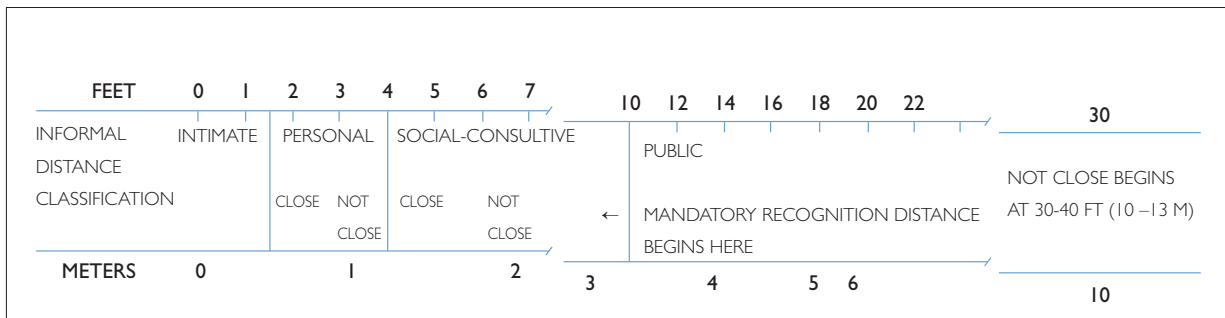 FEET 0 1 2 3 4 5 6 7 10 12 14 16 18 20 22 30
INFORMAL DISTANCE CLASSIFICATION
INTIMATE
PERSONAL
CLOSE
NOT CLOSE
SOCIAL-CONSULTIVE
CLOSE
NOT CLOSE
←
PUBLIC
MANDATORY RECOGNITION DISTANCE
BEGINS HERE
NOT CLOSE BEGINS
AT 30-40 FT (10 –13 M)
METERS 0 1 2 3 4 5 6 10